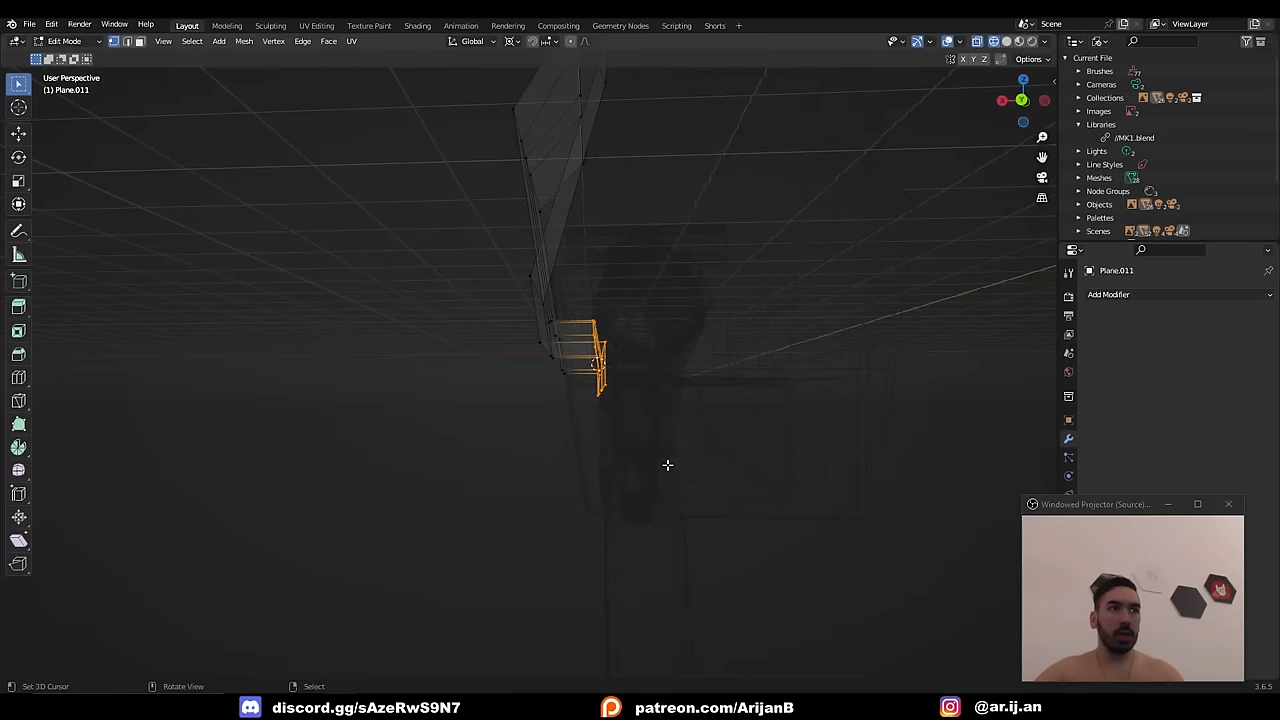 File Edit Render Window Help Layout Modeling Sculpting UV Editing Texture Paint Shading Animation Rendering Compositing Geometry Nodes Scripting Shorts + Scene ViewLayer
Edit Mode View Select Add Mesh Vertex Edge Face UV Global
X Y Z Options
User Perspective
(1) Plane.011
Z
X
Y
Current File
Brushes
Cameras
Collections
Images
Libraries
//MK1.blend
Lights
Line Styles
Meshes
Node Groups
Objects
Palettes
Scenes
Plane.011
Add Modifier
Windowed Projector (Source)...
Set 3D Cursor Rotate View Select 3.6.5
discord.gg/sAzeRwS9N7 patreon.com/ArijanB @ar.ij.an